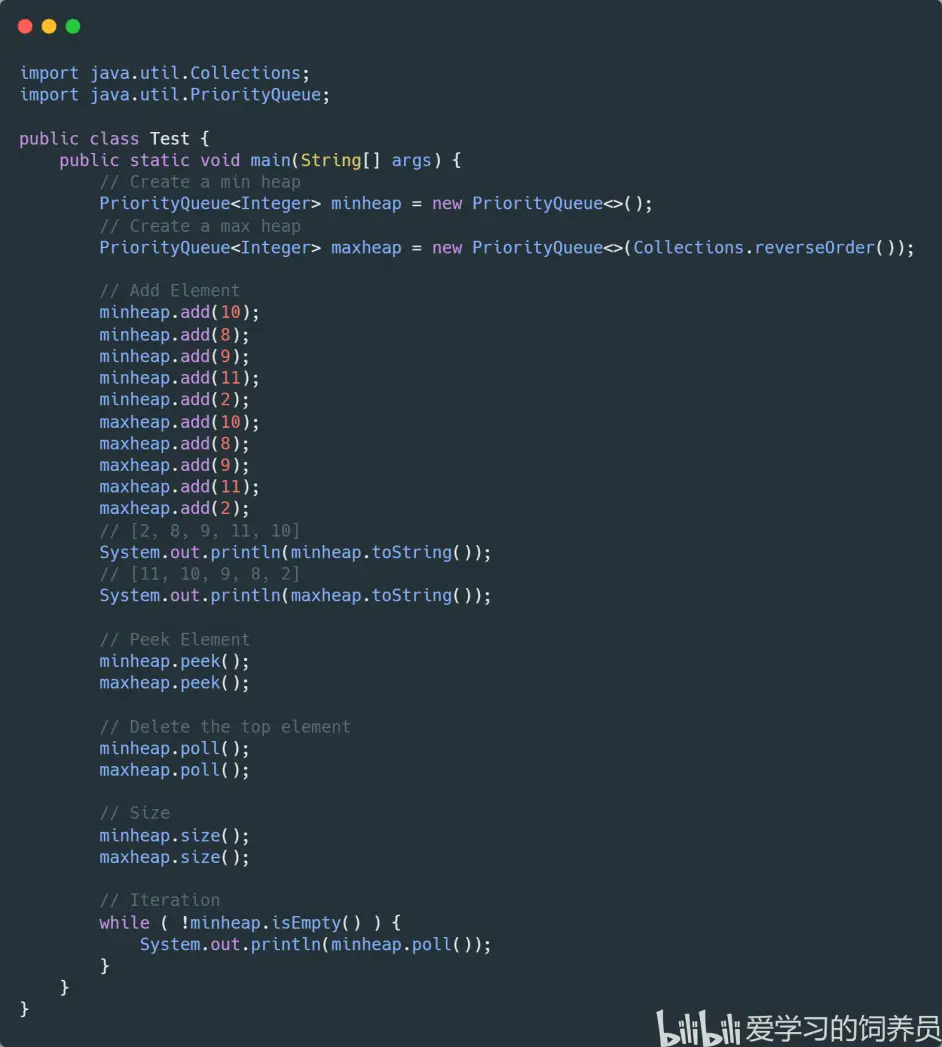 import java.util.Collections;
import java.util.PriorityQueue;

public class Test {
    public static void main(String[] args) {
        // Create a min heap
        PriorityQueue<Integer> minheap = new PriorityQueue<>();
        // Create a max heap
        PriorityQueue<Integer> maxheap = new PriorityQueue<>(Collections.reverseOrder());

        // Add Element
        minheap.add(10);
        minheap.add(8);
        minheap.add(9);
        minheap.add(11);
        minheap.add(2);
        maxheap.add(10);
        maxheap.add(8);
        maxheap.add(9);
        maxheap.add(11);
        maxheap.add(2);
        // [2, 8, 9, 11, 10]
        System.out.println(minheap.toString());
        // [11, 10, 9, 8, 2]
        System.out.println(maxheap.toString());

        // Peek Element
        minheap.peek();
        maxheap.peek();

        // Delete the top element
        minheap.poll();
        maxheap.poll();

        // Size
        minheap.size();
        maxheap.size();

        // Iteration
        while ( !minheap.isEmpty() ) {
            System.out.println(minheap.poll());
        }
    }
}
bilibili 爱学习的饲养员